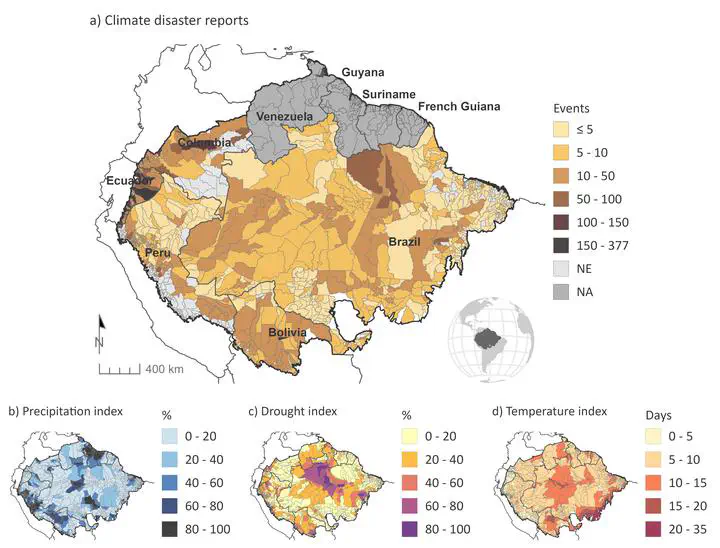 a) Climate disaster reports
Guyana
Suriname
French Guiana
Venezuela
Colombia
Ecuador
Peru
Brazil
Bolivia
N
400 km
Events
≤ 5
5 - 10
10 - 50
50 - 100
100 - 150
150 - 377
NE
NA
b) Precipitation index
%
0 - 20
20 - 40
40 - 60
60 - 80
80 - 100
c) Drought index
%
0 - 20
20 - 40
40 - 60
60 - 80
80 - 100
d) Temperature index
Days
0 - 5
5 - 10
10 - 15
15 - 20
20 - 35